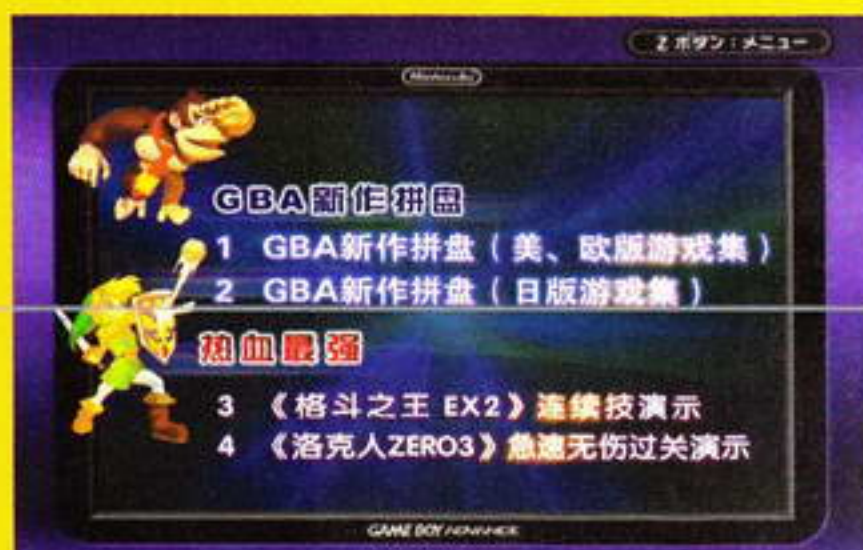 Z ボタン：メニュー
Nintendo
GBA新作拼盘
1 GBA新作拼盘（美、欧版游戏集）
2 GBA新作拼盘（日版游戏集）
热血最强
3 《格斗之王 EX2》连续技演示
4 《洛克人ZERO3》急速无伤过关演示
GAME BOY ADVANCE